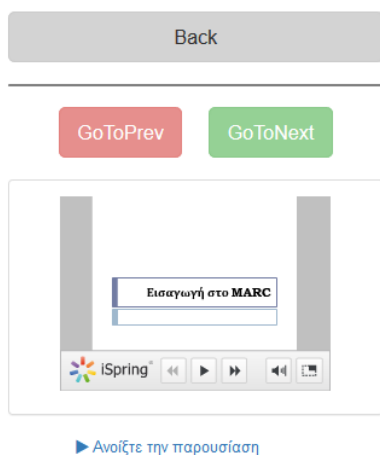 Back
GoToPrev
GoToNext
Εισαγωγή στο MARC
iSpring
Ανοίξτε την παρουσίαση